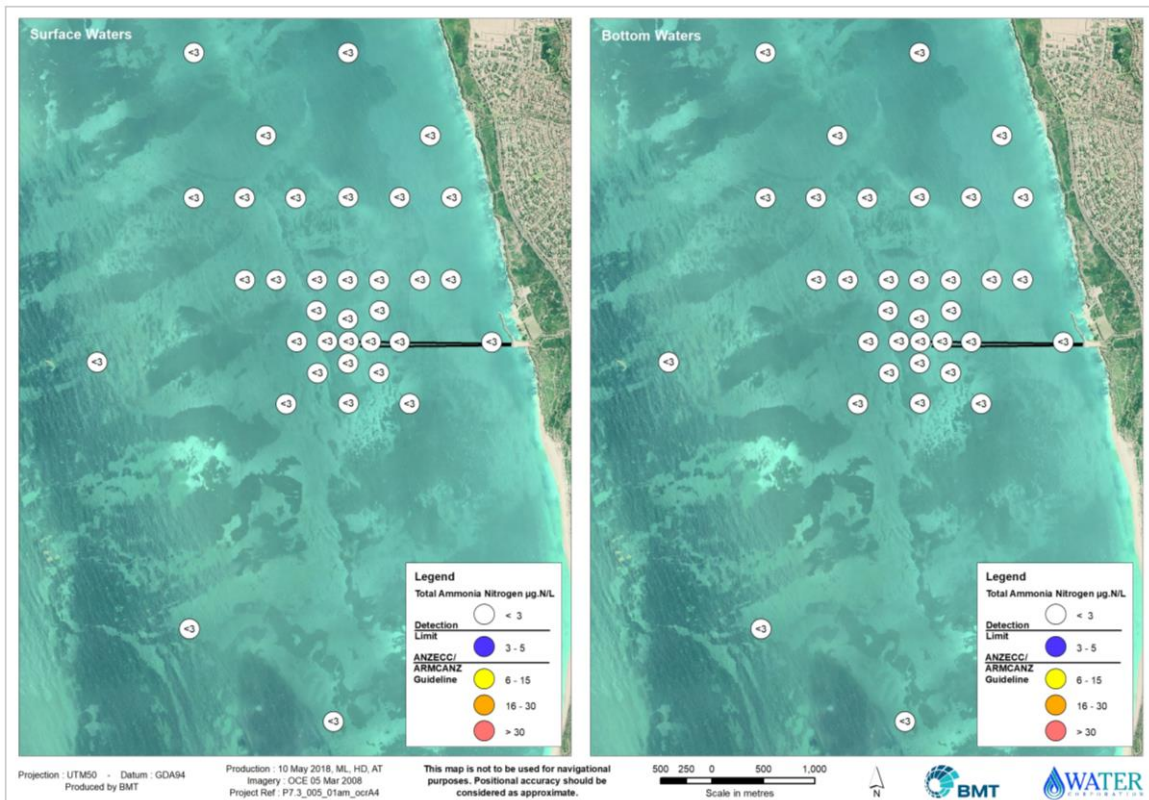 Surface Waters
<3 <3
<3 <3
<3 <3 <3 <3 <3 <3
<3 <3 <3 <3 <3 <3 <3
<3 <3
<3
<3 <3 <3 <3 <3 <3
<3 <3
<3 <3
<3 <3 <3
<3
<3
Legend
Total Ammonia Nitrogen µg.N/L
< 3
Detection
Limit
3 - 5
ANZECC/
ARMCANZ
Guideline
6 - 15
16 - 30
> 30
Bottom Waters
<3 <3
<3 <3
<3 <3 <3 <3 <3 <3
<3 <3 <3 <3 <3 <3 <3
<3 <3
<3
<3 <3 <3 <3 <3 <3
<3 <3
<3 <3
<3 <3 <3
<3
<3
Legend
Total Ammonia Nitrogen µg.N/L
< 3
Detection
Limit
3 - 5
ANZECC/
ARMCANZ
Guideline
6 - 15
16 - 30
> 30
Projection : UTM50 - Datum : GDA94
Produced by BMT
Production : 10 May 2018, ML, HD, AT
Imagery : OCE 05 Mar 2008
Project Ref : P7.3_005_01am_ocrA4
This map is not to be used for navigational
purposes. Positional accuracy should be
considered as approximate.
500 250 0 500 1,000
Scale in metres
N
BMT
WATER
CORPORATION